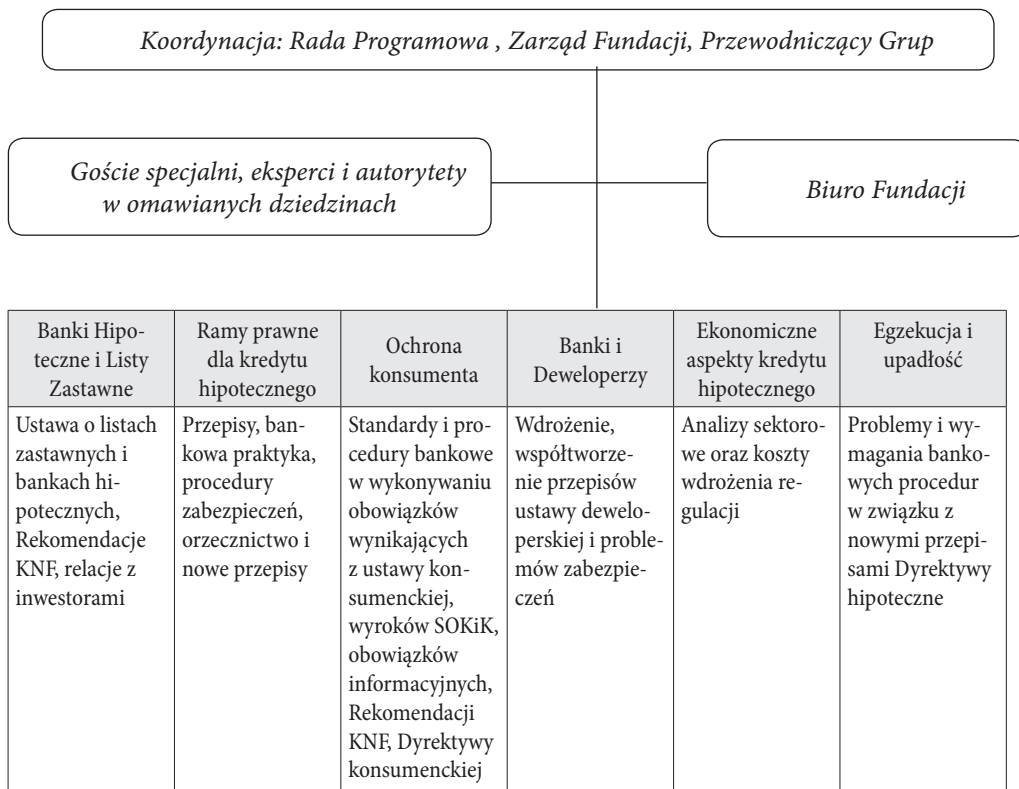 Koordynacja: Rada Programowa , Zarząd Fundacji, Przewodniczący Grup
Goście specjalni, eksperci i autorytety
w omawianych dziedzinach
Biuro Fundacji
Banki Hipo-
teczne i Listy
Zastawne
Ramy prawne
dla kredytu
hipotecznego
Ochrona
konsumenta
Banki i
Deweloperzy
Ekonomiczne
aspekty kredytu
hipotecznego
Egzekucja i
upadłość
Ustawa o listach
zastawnych i
bankach hi-
potecznych,
Rekomendacje
KNF, relacje z
inwestorami
Przepisy, ban-
kowa praktyka,
procedury
zabezpieczeń,
orzecznictwo i
nowe przepisy
Standardy i pro-
cedury bankowe
w wykonywaniu
obowiązków
wynikających
z ustawy kon-
sumenckiej,
wyroków SOKiK,
obowiązków
informacyjnych,
Rekomendacji
KNF, Dyrektywy
konsumenckiej
Wdrożenie,
współtworze-
nie przepisów
ustawy dewelo-
perskiej i proble-
mów zabezpie-
czeń
Analizy sektoro-
we oraz koszty
wdrożenia re-
gulacji
Problemy i wy-
magania banko-
wych procedur
w związku z
nowymi przepi-
sami Dyrektywy
hipoteczne